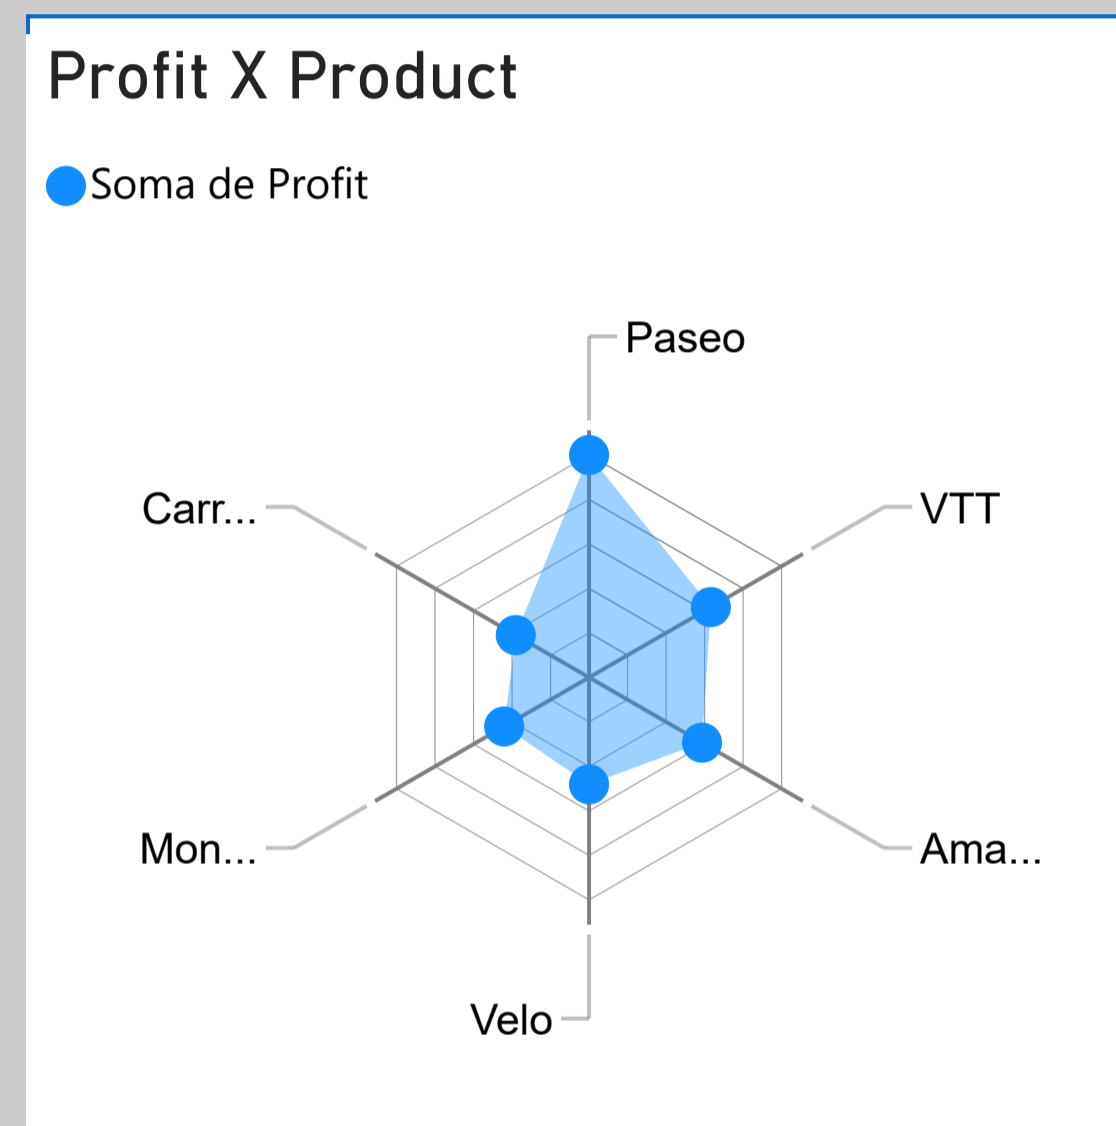 Profit X Product
Soma de Profit
Paseo
Carr...
VTT
Mon...
Ama...
Velo